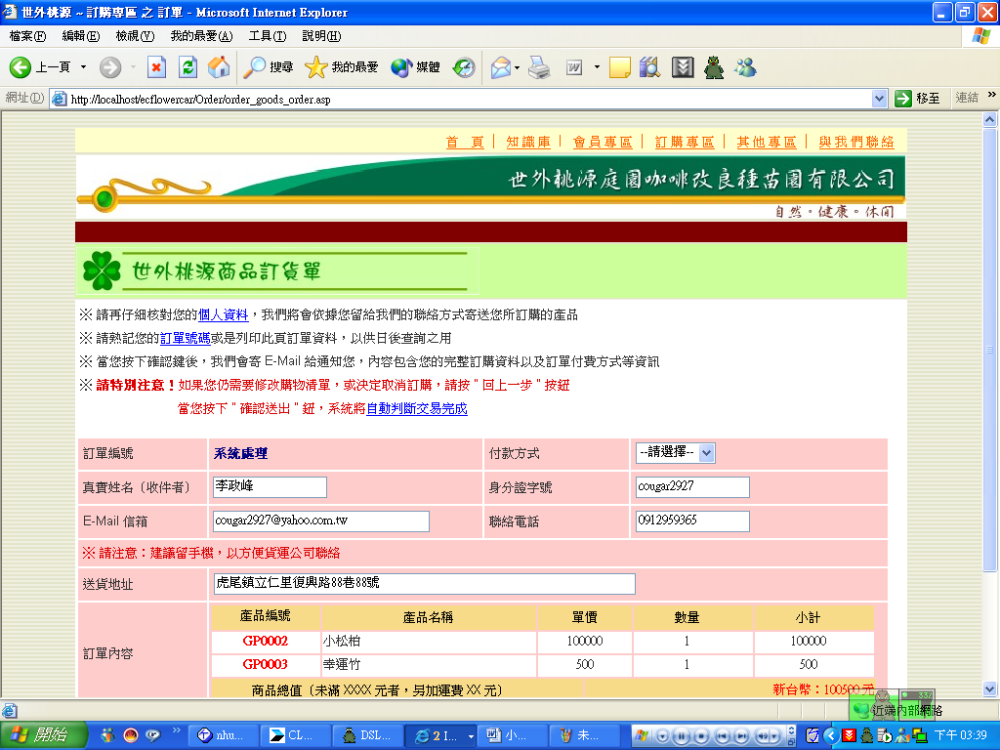 世外桃源 ~ 訂購專區 之 訂單 - Microsoft Internet Explorer
檔案(F) 編輯(E) 檢視(V) 我的最愛(A) 工具(T) 說明(H)
上一頁 搜尋 我的最愛 媒體
網址(D) http://localhost/ecflowercar/Order/order_goods_order.asp 移至 連結 »
首 頁 | 知識庫 | 會員專區 | 訂購專區 | 其他專區 | 與我們聯絡
世外桃源庭園咖啡改良種苗園有限公司
自然。健康。休閒
世外桃源商品訂貨單
※ 請再仔細核對您的個人資料，我們將會依據您留給我們的聯絡方式寄送您所訂購的產品
※ 請熟記您的訂單號碼或是列印此頁訂單資料，以供日後查詢之用
※ 當您按下確認鍵後，我們會寄 E-Mail 給通知您，內容包含您的完整訂購資料以及訂單付費方式等資訊
※ 請特別注意！如果您仍需要修改購物清單，或決定取消訂購，請按 " 回上一步 " 按鈕
當您按下 " 確認送出 " 鈕，系統將自動判斷交易完成
訂單編號 系統處理 付款方式 --請選擇--
真實姓名（收件者） 李政峰 身分證字號 cougar2927
E-Mail 信箱 cougar2927@yahoo.com.tw 聯絡電話 0912959365
※ 請注意：建議留手機，以方便貨運公司聯絡
送貨地址 虎尾鎮立仁里復興路88巷88號
訂單內容
產品編號 產品名稱 單價 數量 小計
GP0002 小松柏 100000 1 100000
GP0003 幸運竹 500 1 500
商品總值（未滿 XXXX 元者，另加運費 XX 元） 新台幣：100500 元
近端內部網路
開始 nhu... CL... DSL... 2 I... 小... 未... 下午 03:39